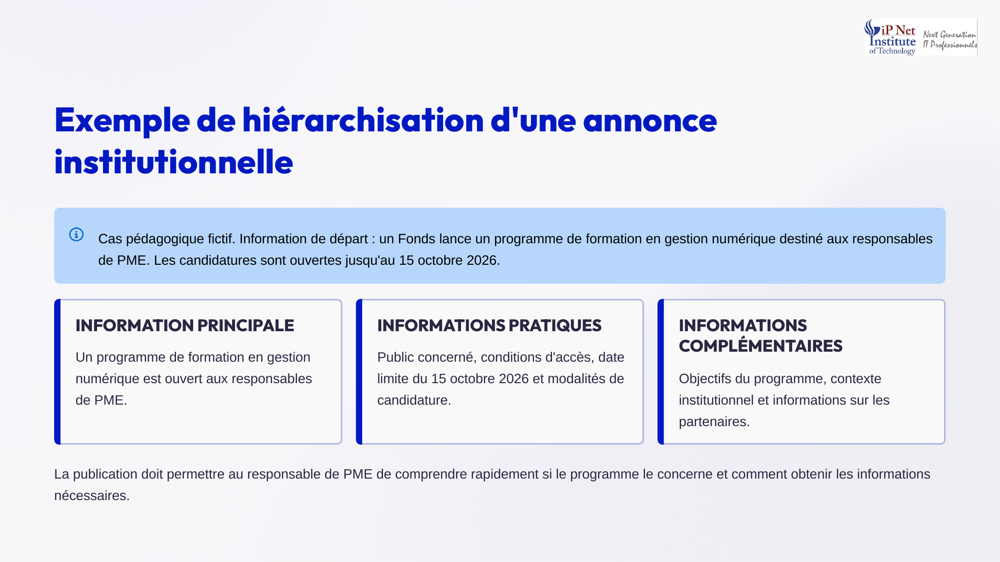 iP Net
Institute
of Technology
Next Generation
IT Professionnels
Exemple de hiérarchisation d'une annonce
institutionnelle
Cas pédagogique fictif. Information de départ : un Fonds lance un programme de formation en gestion numérique destiné aux responsables
de PME. Les candidatures sont ouvertes jusqu'au 15 octobre 2026.
INFORMATION PRINCIPALE
Un programme de formation en gestion
numérique est ouvert aux responsables
de PME.
INFORMATIONS PRATIQUES
Public concerné, conditions d'accès, date
limite du 15 octobre 2026 et modalités de
candidature.
INFORMATIONS
COMPLÉMENTAIRES
Objectifs du programme, contexte
institutionnel et informations sur les
partenaires.
La publication doit permettre au responsable de PME de comprendre rapidement si le programme le concerne et comment obtenir les informations
nécessaires.